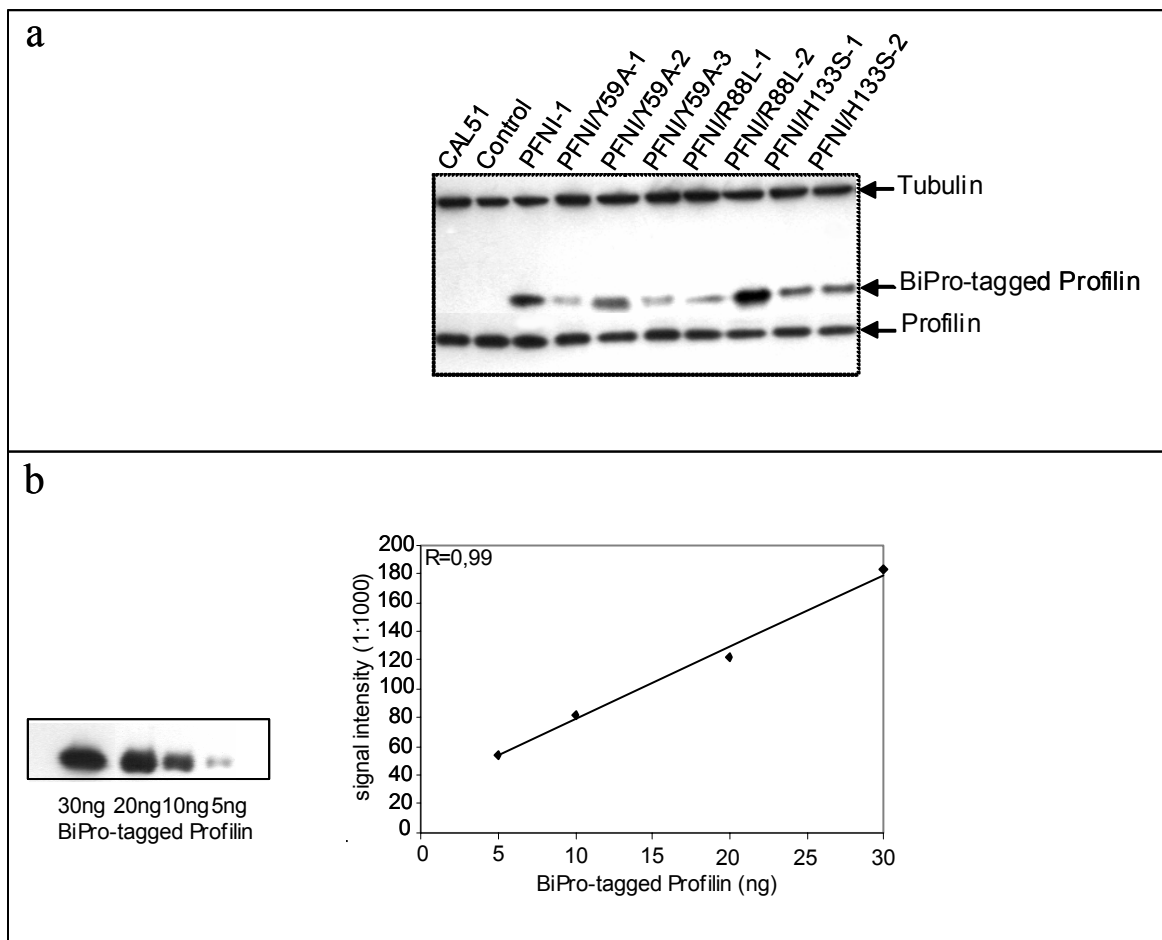 a
CAL51
Control
PFNI-1
PFNI/Y59A-1
PFNI/Y59A-2
PFNI/Y59A-3
PFNI/R88L-1
PFNI/R88L-2
PFNI/H133S-1
PFNI/H133S-2
Tubulin
BiPro-tagged Profilin
Profilin
b
30ng 20ng 10ng 5ng
BiPro-tagged Profilin
R=0,99
signal intensity (1:1000)
200
180
160
140
120
100
80
60
40
20
0
0 5 10 15 20 25 30
BiPro-tagged Profilin (ng)